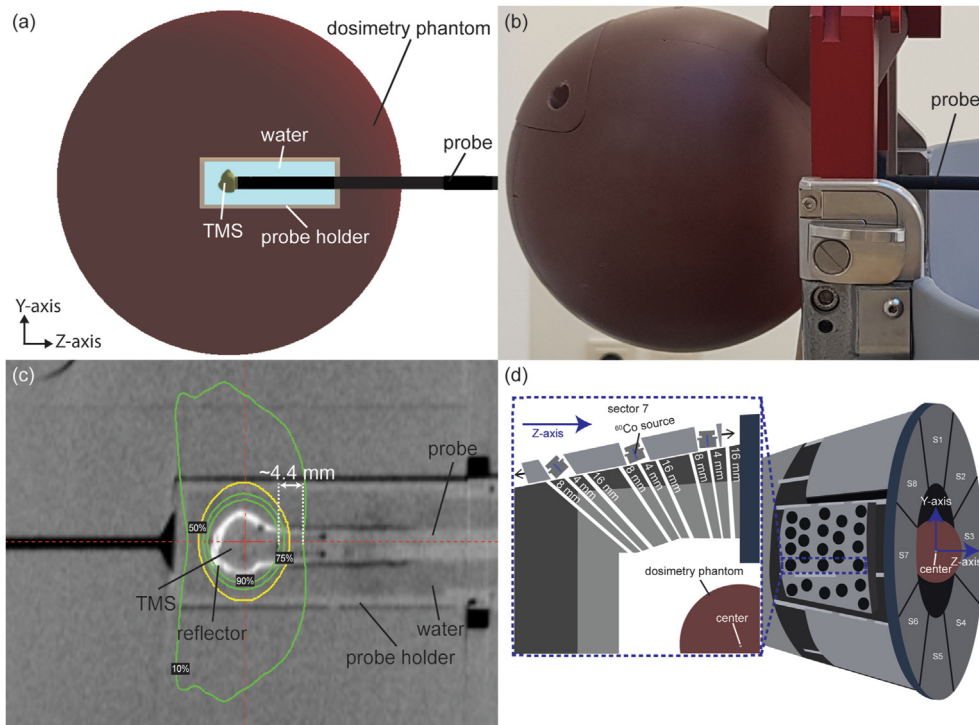 (a)
dosimetry phantom
water
probe
TMS
probe holder
Y-axis
Z-axis
(b)
probe
(c)
~4.4 mm
probe
50%
75%
90%
TMS
reflector
water
probe holder
10%
(d)
sector 7
Z-axis
⁶⁰Co source
8 mm
4 mm
16 mm
8 mm
4 mm
16 mm
8 mm
4 mm
16 mm
dosimetry phantom
center
S1
S2
S8
Y-axis
S3
S7
Z-axis
center
S6
S4
S5